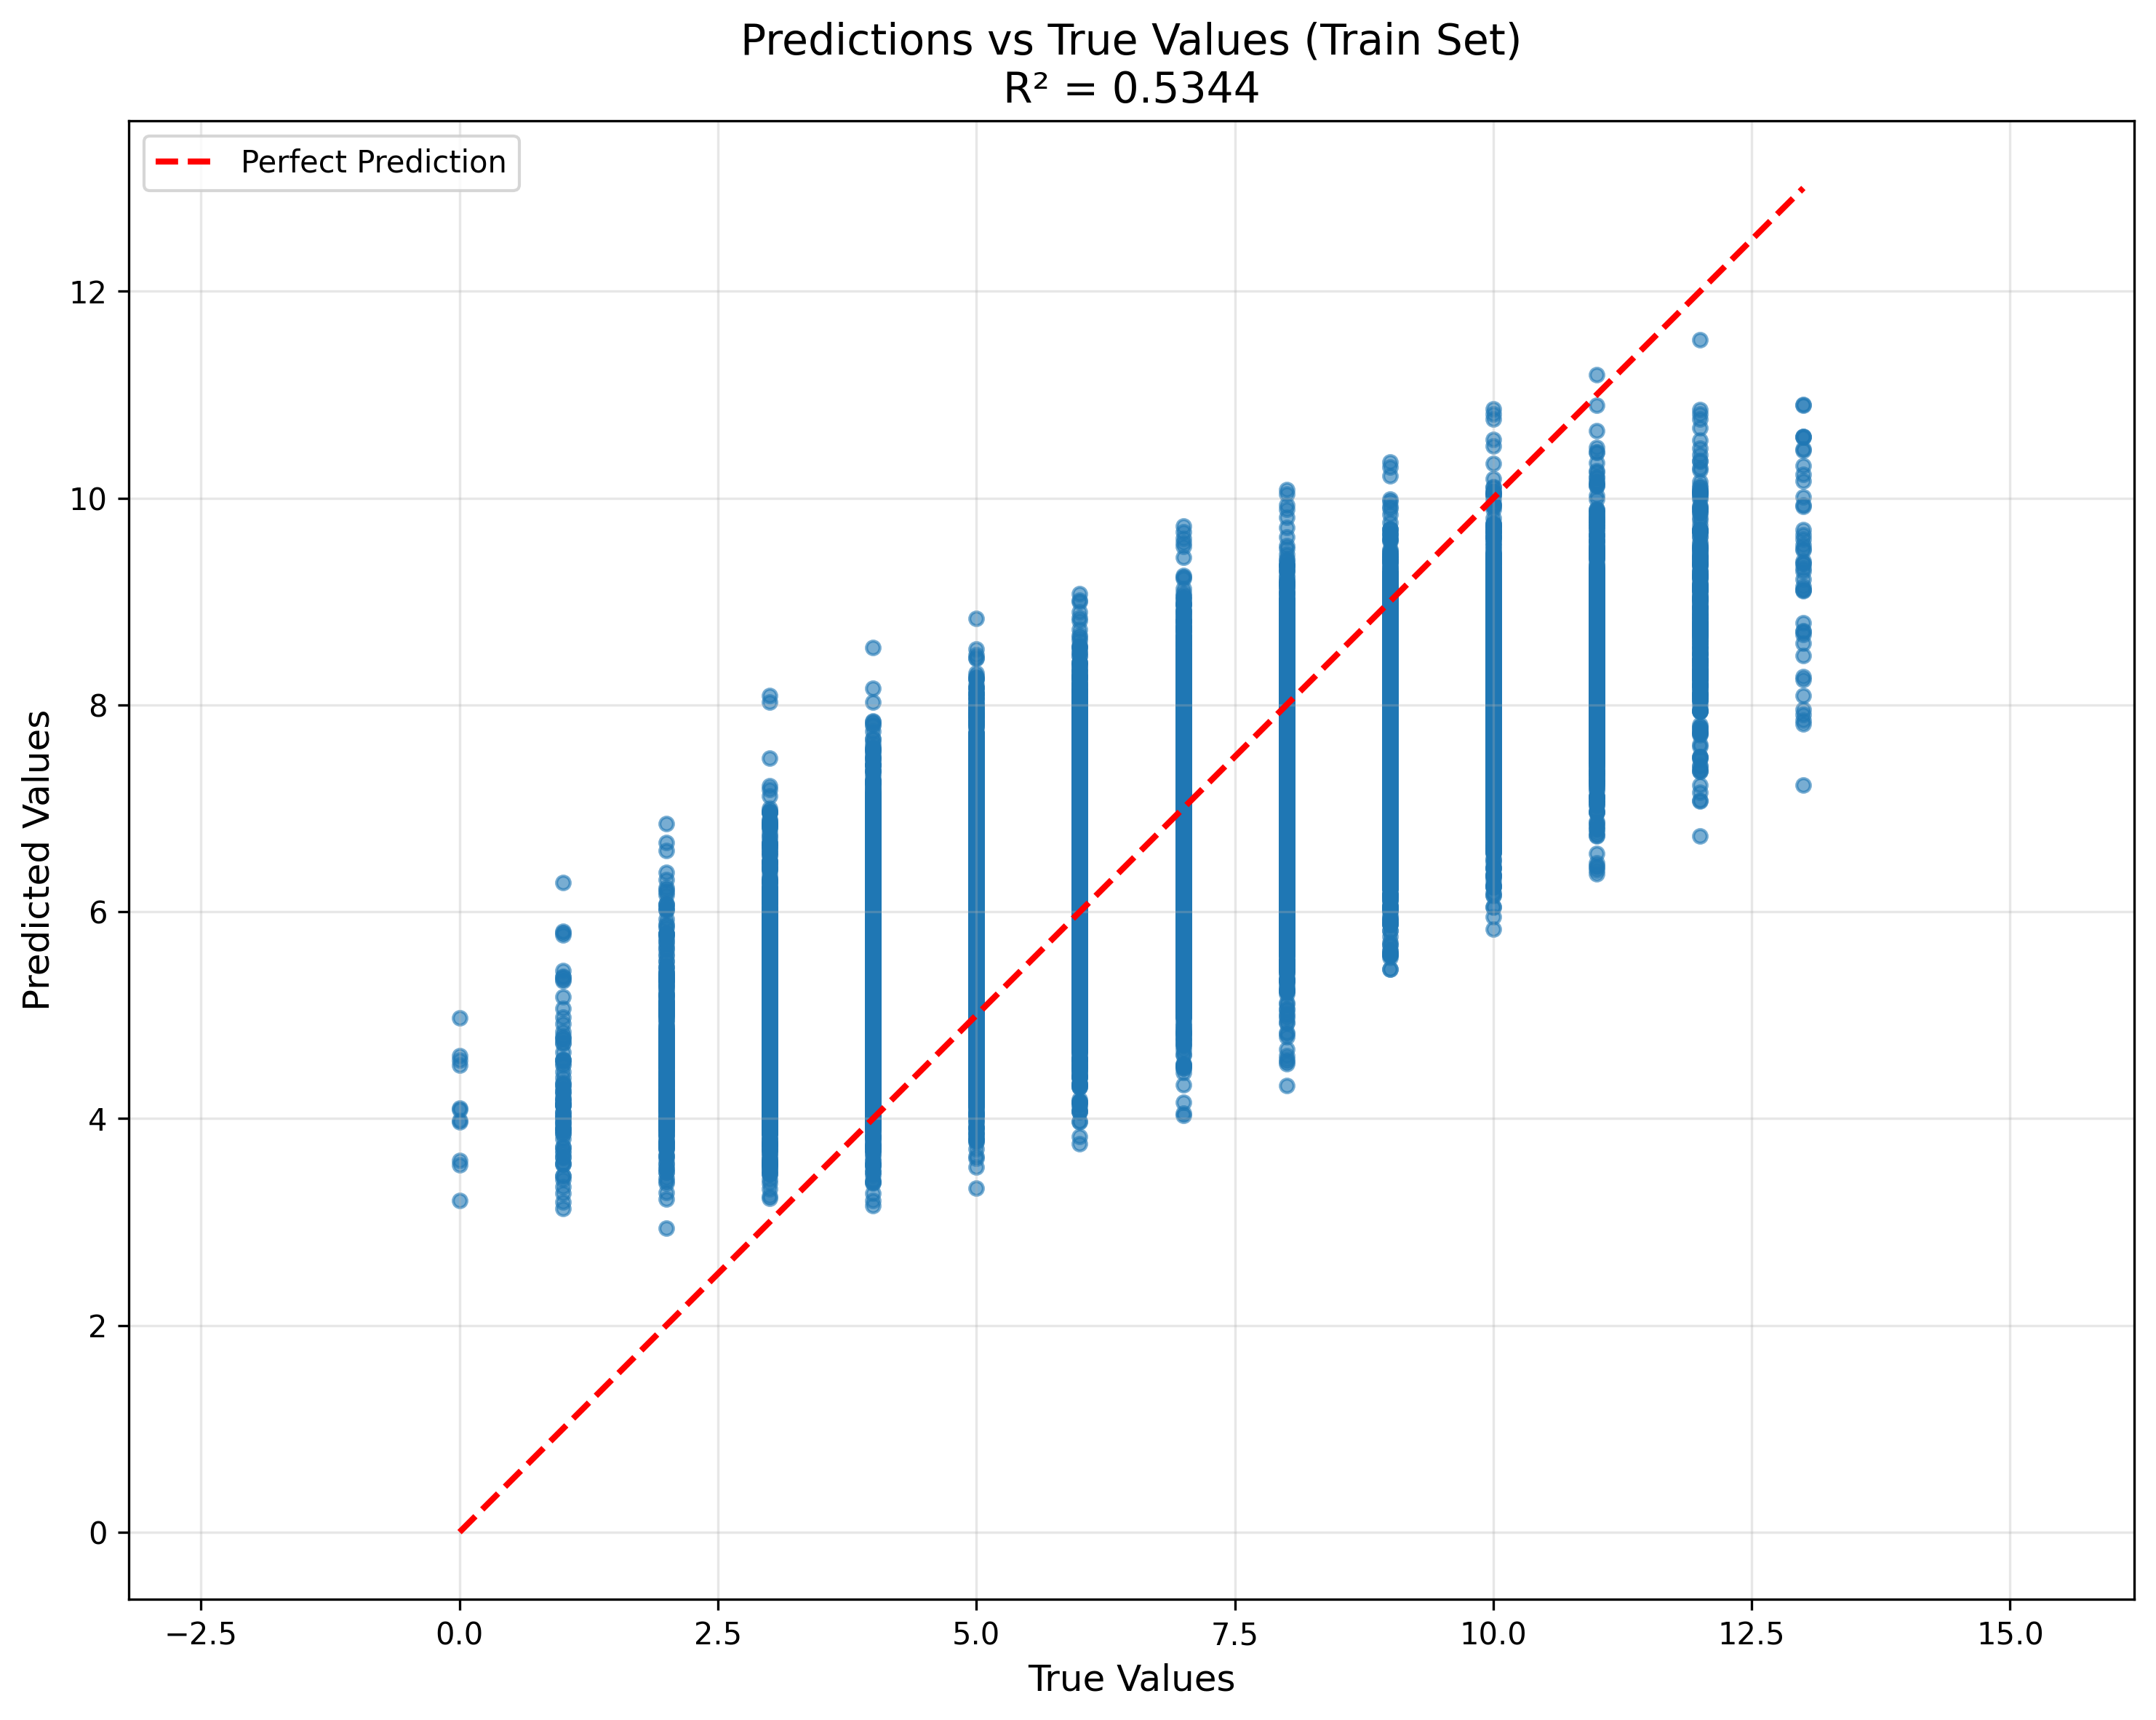 Predictions vs True Values (Train Set)
R² = 0.5344
Perfect Prediction
12
10
8
6
4
2
0
Predicted Values
−2.5 0.0 2.5 5.0 7.5 10.0 12.5 15.0
True Values